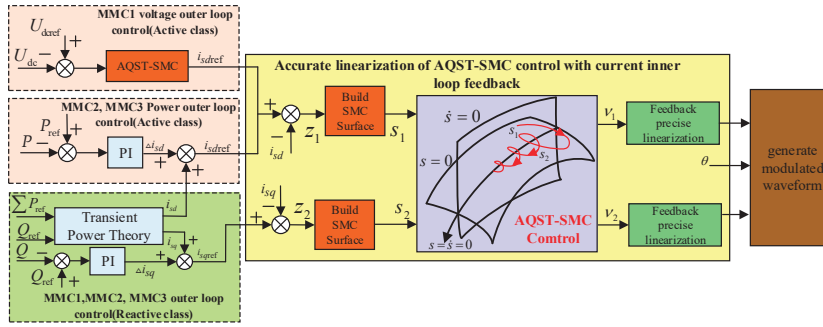 MMC1 voltage outer loop
control(Active class)
U_dcref
U_dc
+
−
AQST-SMC
i_sdref
MMC2, MMC3 Power outer loop
control(Active class)
P_ref
P
+
−
PI
Δi_sd
+
+
i_sdref
i_sd
∑P_ref
Q_ref
Transient
Power Theory
i_sq
Q
−
Q_ref
+
PI
Δi_sq
+
+
i_sqref
MMC1,MMC2, MMC3 outer loop
control(Reactive class)
Accurate linearization of AQST-SMC control with current inner
loop feedback
+
−
i_sd
z_1
Build
SMC
Surface
s_1
i_sq
−
+
z_2
Build
SMC
Surface
s_2
ṡ = 0
s = 0
s_1
s_2
s = ṡ = 0
AQST-SMC
Comtrol
ν_1
Feedback
precise
linearization
θ
ν_2
Feedback
precise
linearization
generate
modulated
waveform